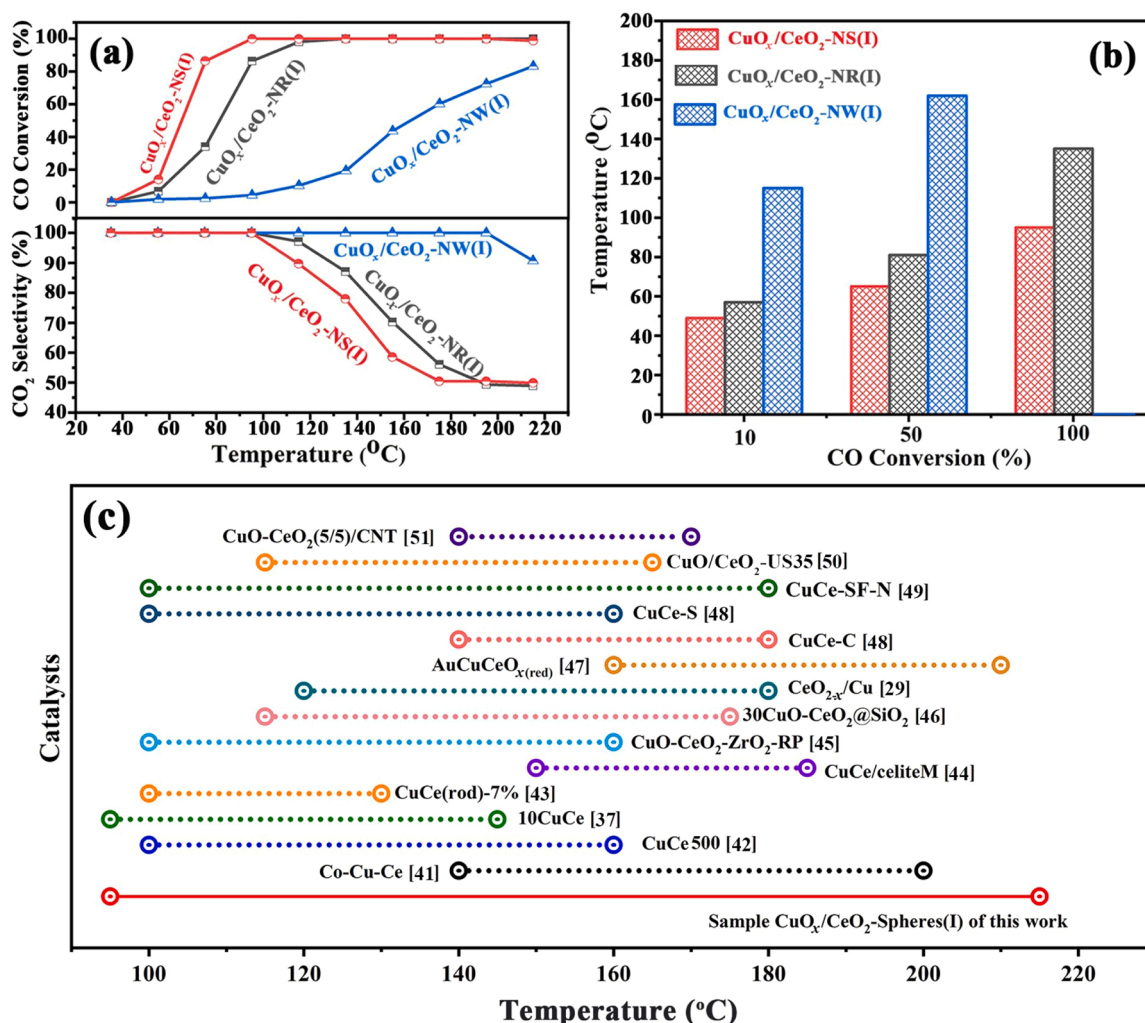 (a)
CO Conversion (%)
100
80
60
40
20
0
CuOx/CeO2-NS(I)
CuOx/CeO2-NR(I)
CuOx/CeO2-NW(I)
CO2 Selectivity (%)
100
90
80
70
60
50
40
CuOx/CeO2-NW(I)
CuOx/CeO2-NS(I)
CuOx/CeO2-NR(I)
20 40 60 80 100 120 140 160 180 200 220
Temperature (°C)
(b)
CuOx/CeO2-NS(I)
CuOx/CeO2-NR(I)
CuOx/CeO2-NW(I)
Temperature (°C)
200
180
160
140
120
100
80
60
40
20
0
10 50 100
CO Conversion (%)
(c)
Catalysts
CuO-CeO2(5/5)/CNT [51]
CuO/CeO2-US35 [50]
CuCe-SF-N [49]
CuCe-S [48]
CuCe-C [48]
AuCuCeOx(red) [47]
CeO2-x/Cu [29]
30CuO-CeO2@SiO2 [46]
CuO-CeO2-ZrO2-RP [45]
CuCe/celiteM [44]
CuCe(rod)-7% [43]
10CuCe [37]
CuCe500 [42]
Co-Cu-Ce [41]
Sample CuOx/CeO2-Spheres(I) of this work
100 120 140 160 180 200 220
Temperature (°C)